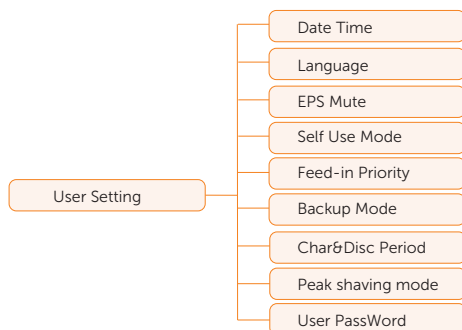 Date Time
Language
EPS Mute
Self Use Mode
Feed-in Priority
User Setting
Backup Mode
Char&Disc Period
Peak shaving mode
User PassWord